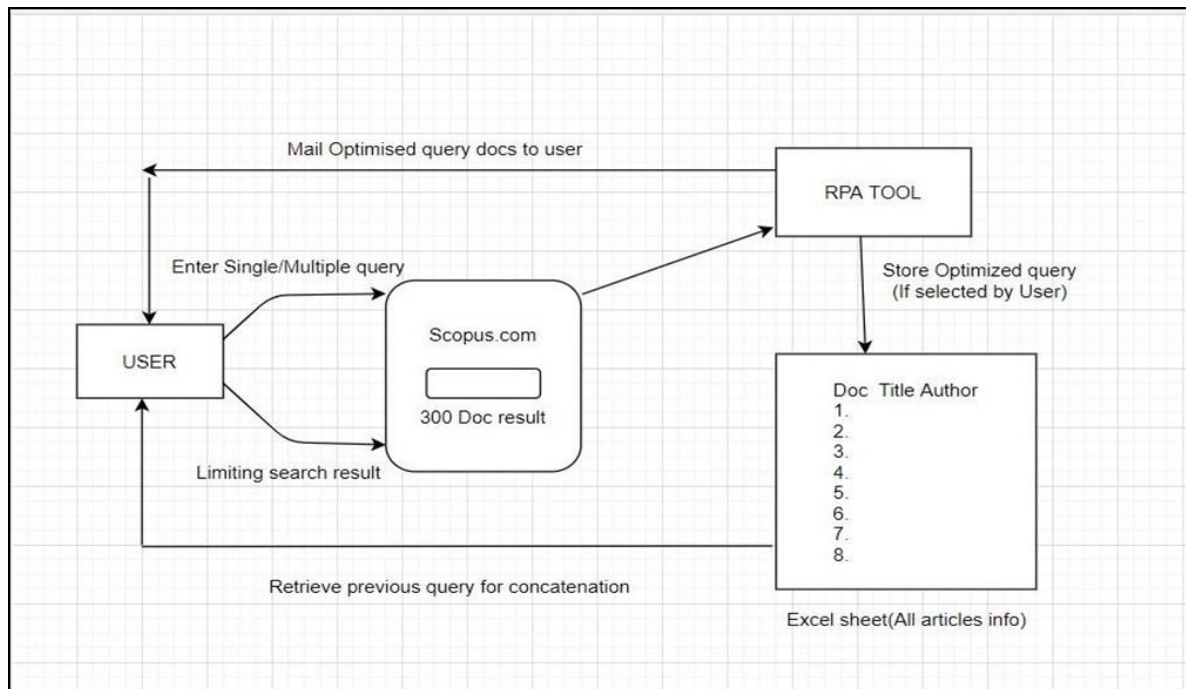 Mail Optimised query docs to user
RPA TOOL
Enter Single/Multiple query
Store Optimized query
(If selected by User)
Scopus.com
USER
300 Doc result
Doc Title Author
1.
2.
3.
4.
5.
6.
7.
8.
Limiting search result
Retrieve previous query for concatenation
Excel sheet(All articles info)